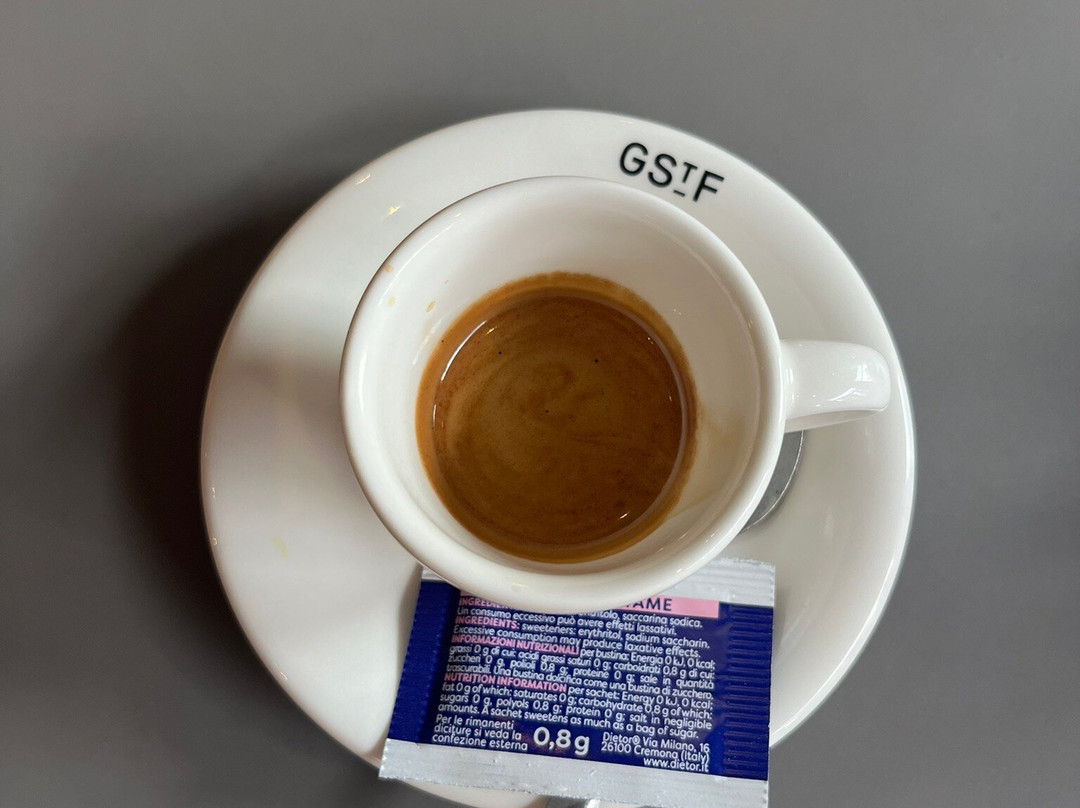 GSTF
AME
INGREDIEN
eritritolo, saccarina sodica.
Un consumo eccessivo può avere effetti lassativi.
INGREDIENTS: sweeteners: erythritol, sodium saccharin.
Excessive consumption may produce laxative effects.
INFORMAZIONI NUTRIZIONALI per bustina: Energia 0 kJ, 0 kcal;
grassi 0 g di cui: acidi grassi saturi 0 g; carboidrati 0,8 g di cui:
zuccheri 0 g, polioli 0,8 g; proteine 0 g; sale in quantità
trascurabili. Una bustina dolcifica come una bustina di zucchero.
NUTRITION INFORMATION per sachet: Energy 0 kJ, 0 kcal;
fat 0 g of which: saturates 0 g; carbohydrate 0,8 g of which:
sugars 0 g, polyols 0,8 g; protein 0 g; salt in negligible
amounts. A sachet sweetens as much as a bag of sugar.
Per le rimanenti
diciture si veda la
confezione esterna
0,8g
Dietor® Via Milano, 16
26100 Cremona (Italy)
www.dietor.it